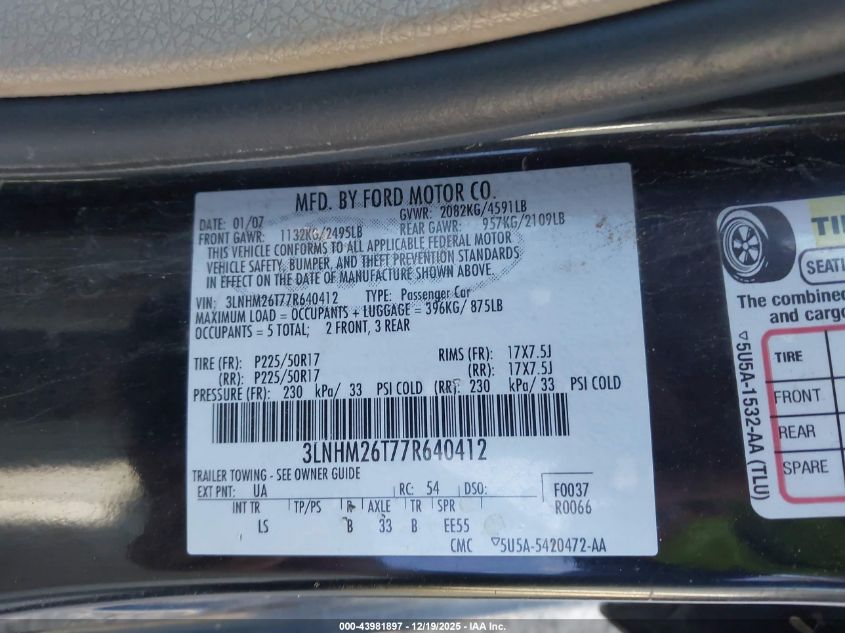 MFD. BY FORD MOTOR CO.
DATE: 01/07 GVWR: 2082KG/4591LB
FRONT GAWR: 1132KG/2495LB REAR GAWR: 957KG/2109LB
THIS VEHICLE CONFORMS TO ALL APPLICABLE FEDERAL MOTOR
VEHICLE SAFETY, BUMPER, AND THEFT PREVENTION STANDARDS
IN EFFECT ON THE DATE OF MANUFACTURE SHOWN ABOVE.
VIN: 3LNHM26T77R640412 TYPE: Passenger Car
MAXIMUM LOAD = OCCUPANTS + LUGGAGE = 396KG/ 875LB
OCCUPANTS = 5 TOTAL; 2 FRONT, 3 REAR
TIRE (FR): P225/50R17 RIMS (FR): 17X7.5J
(RR): P225/50R17 (RR): 17X7.5J
PRESSURE (FR): 230 kPa/ 33 PSI COLD (RR): 230 kPa/ 33 PSI COLD
3LNHM26T77R640412
TRAILER TOWING - SEE OWNER GUIDE
EXT PNT: UA RC: 54 DSO: F0037
INT TR TP/PS R AXLE TR SPR R0066
LS B 33 B EE55
CMC 5U5A-5420472-AA
TI
SEATI
The combined
and cargo
TIRE
FRONT
REAR
SPARE
5U5A-1532-AA (TLU)
000-43981897 - 12/19/2025 - IAA Inc.